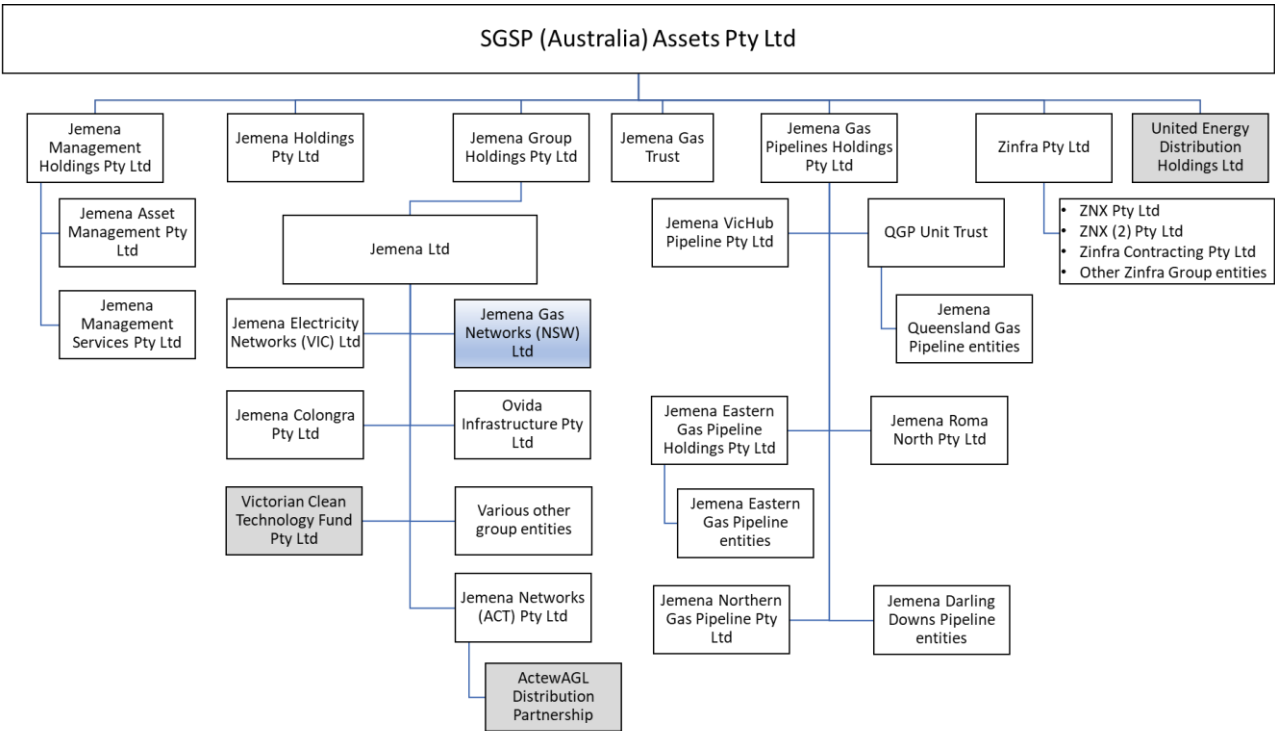 SGSP (Australia) Assets Pty Ltd
Jemena
Management
Holdings Pty Ltd
Jemena Holdings
Pty Ltd
Jemena Group
Holdings Pty Ltd
Jemena Gas
Trust
Jemena Gas
Pipelines Holdings
Pty Ltd
Zinfra Pty Ltd
United Energy
Distribution
Holdings Ltd
Jemena Asset
Management Pty
Ltd
Jemena
Management
Services Pty Ltd
Jemena Ltd
Jemena Electricity
Networks (VIC) Ltd
Jemena Gas
Networks (NSW)
Ltd
Jemena Colongra
Pty Ltd
Ovida
Infrastructure Pty
Ltd
Victorian Clean
Technology Fund
Pty Ltd
Various other
group entities
Jemena Networks
(ACT) Pty Ltd
ActewAGL
Distribution
Partnership
Jemena VicHub
Pipeline Pty Ltd
QGP Unit Trust
Jemena
Queensland Gas
Pipeline entities
Jemena Eastern
Gas Pipeline
Holdings Pty Ltd
Jemena Roma
North Pty Ltd
Jemena Eastern
Gas Pipeline
entities
Jemena Northern
Gas Pipeline Pty
Ltd
Jemena Darling
Downs Pipeline
entities
• ZNX Pty Ltd
• ZNX (2) Pty Ltd
• Zinfra Contracting Pty Ltd
• Other Zinfra Group entities